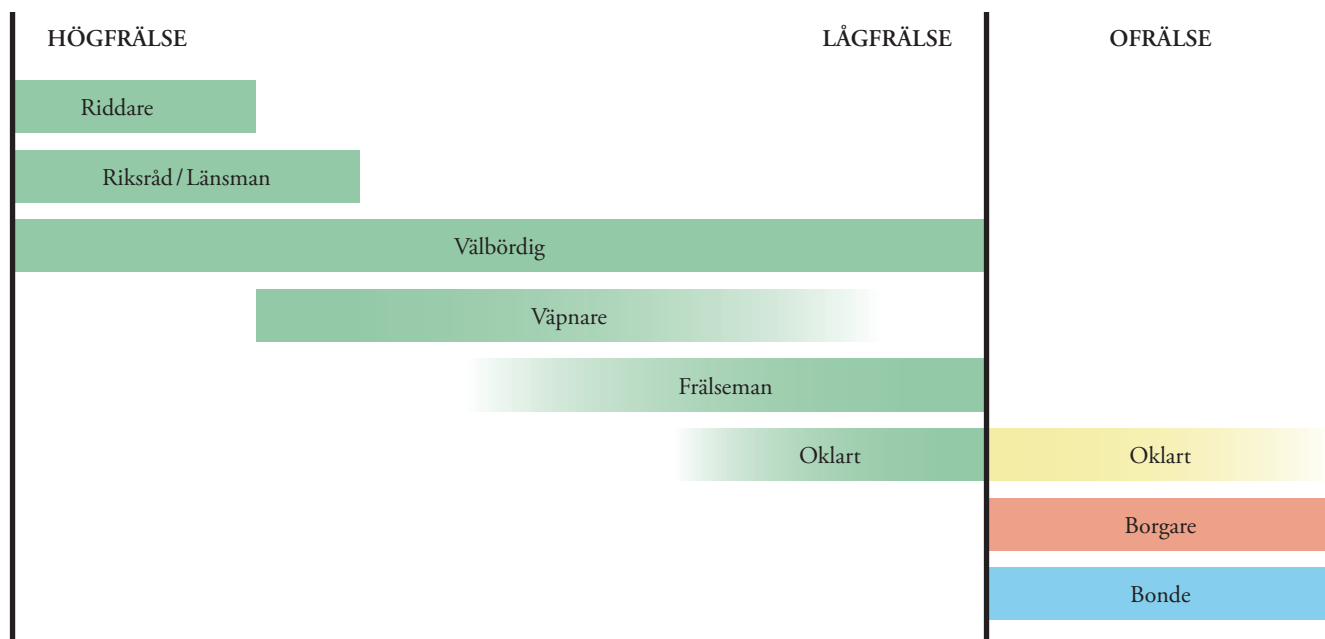 HÖGFRÄLSE LÅGFRÄLSE OFRÄLSE
Riddare
Riksråd / Länsman
Välbördig
Väpnare
Frälseman
Oklart Oklart
Borgare
Bonde